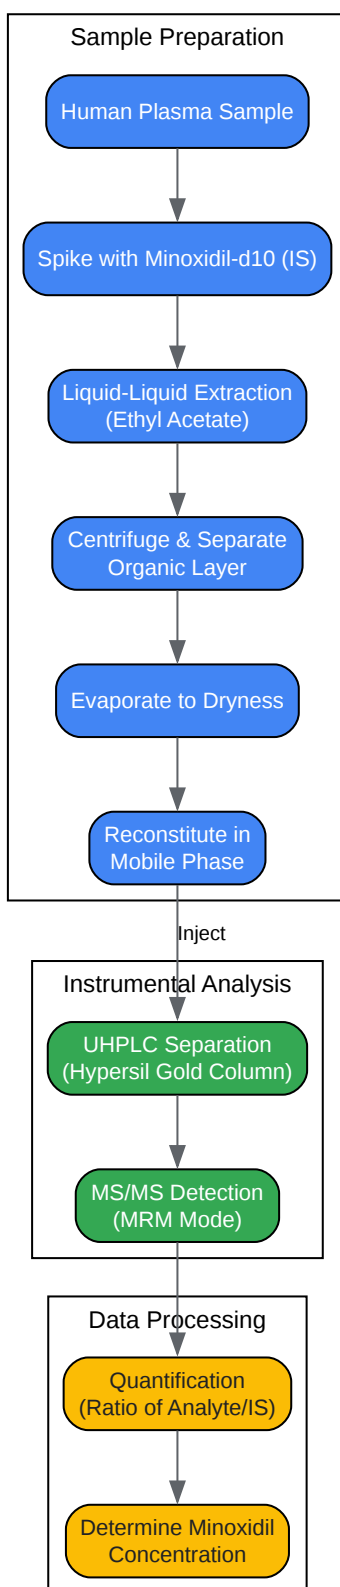 Sample Preparation
Human Plasma Sample
Spike with Minoxidil-d10 (IS)
Liquid-Liquid Extraction
(Ethyl Acetate)
Centrifuge & Separate
Organic Layer
Evaporate to Dryness
Reconstitute in
Mobile Phase
Inject
Instrumental Analysis
UHPLC Separation
(Hypersil Gold Column)
MS/MS Detection
(MRM Mode)
Data Processing
Quantification
(Ratio of Analyte/IS)
Determine Minoxidil
Concentration